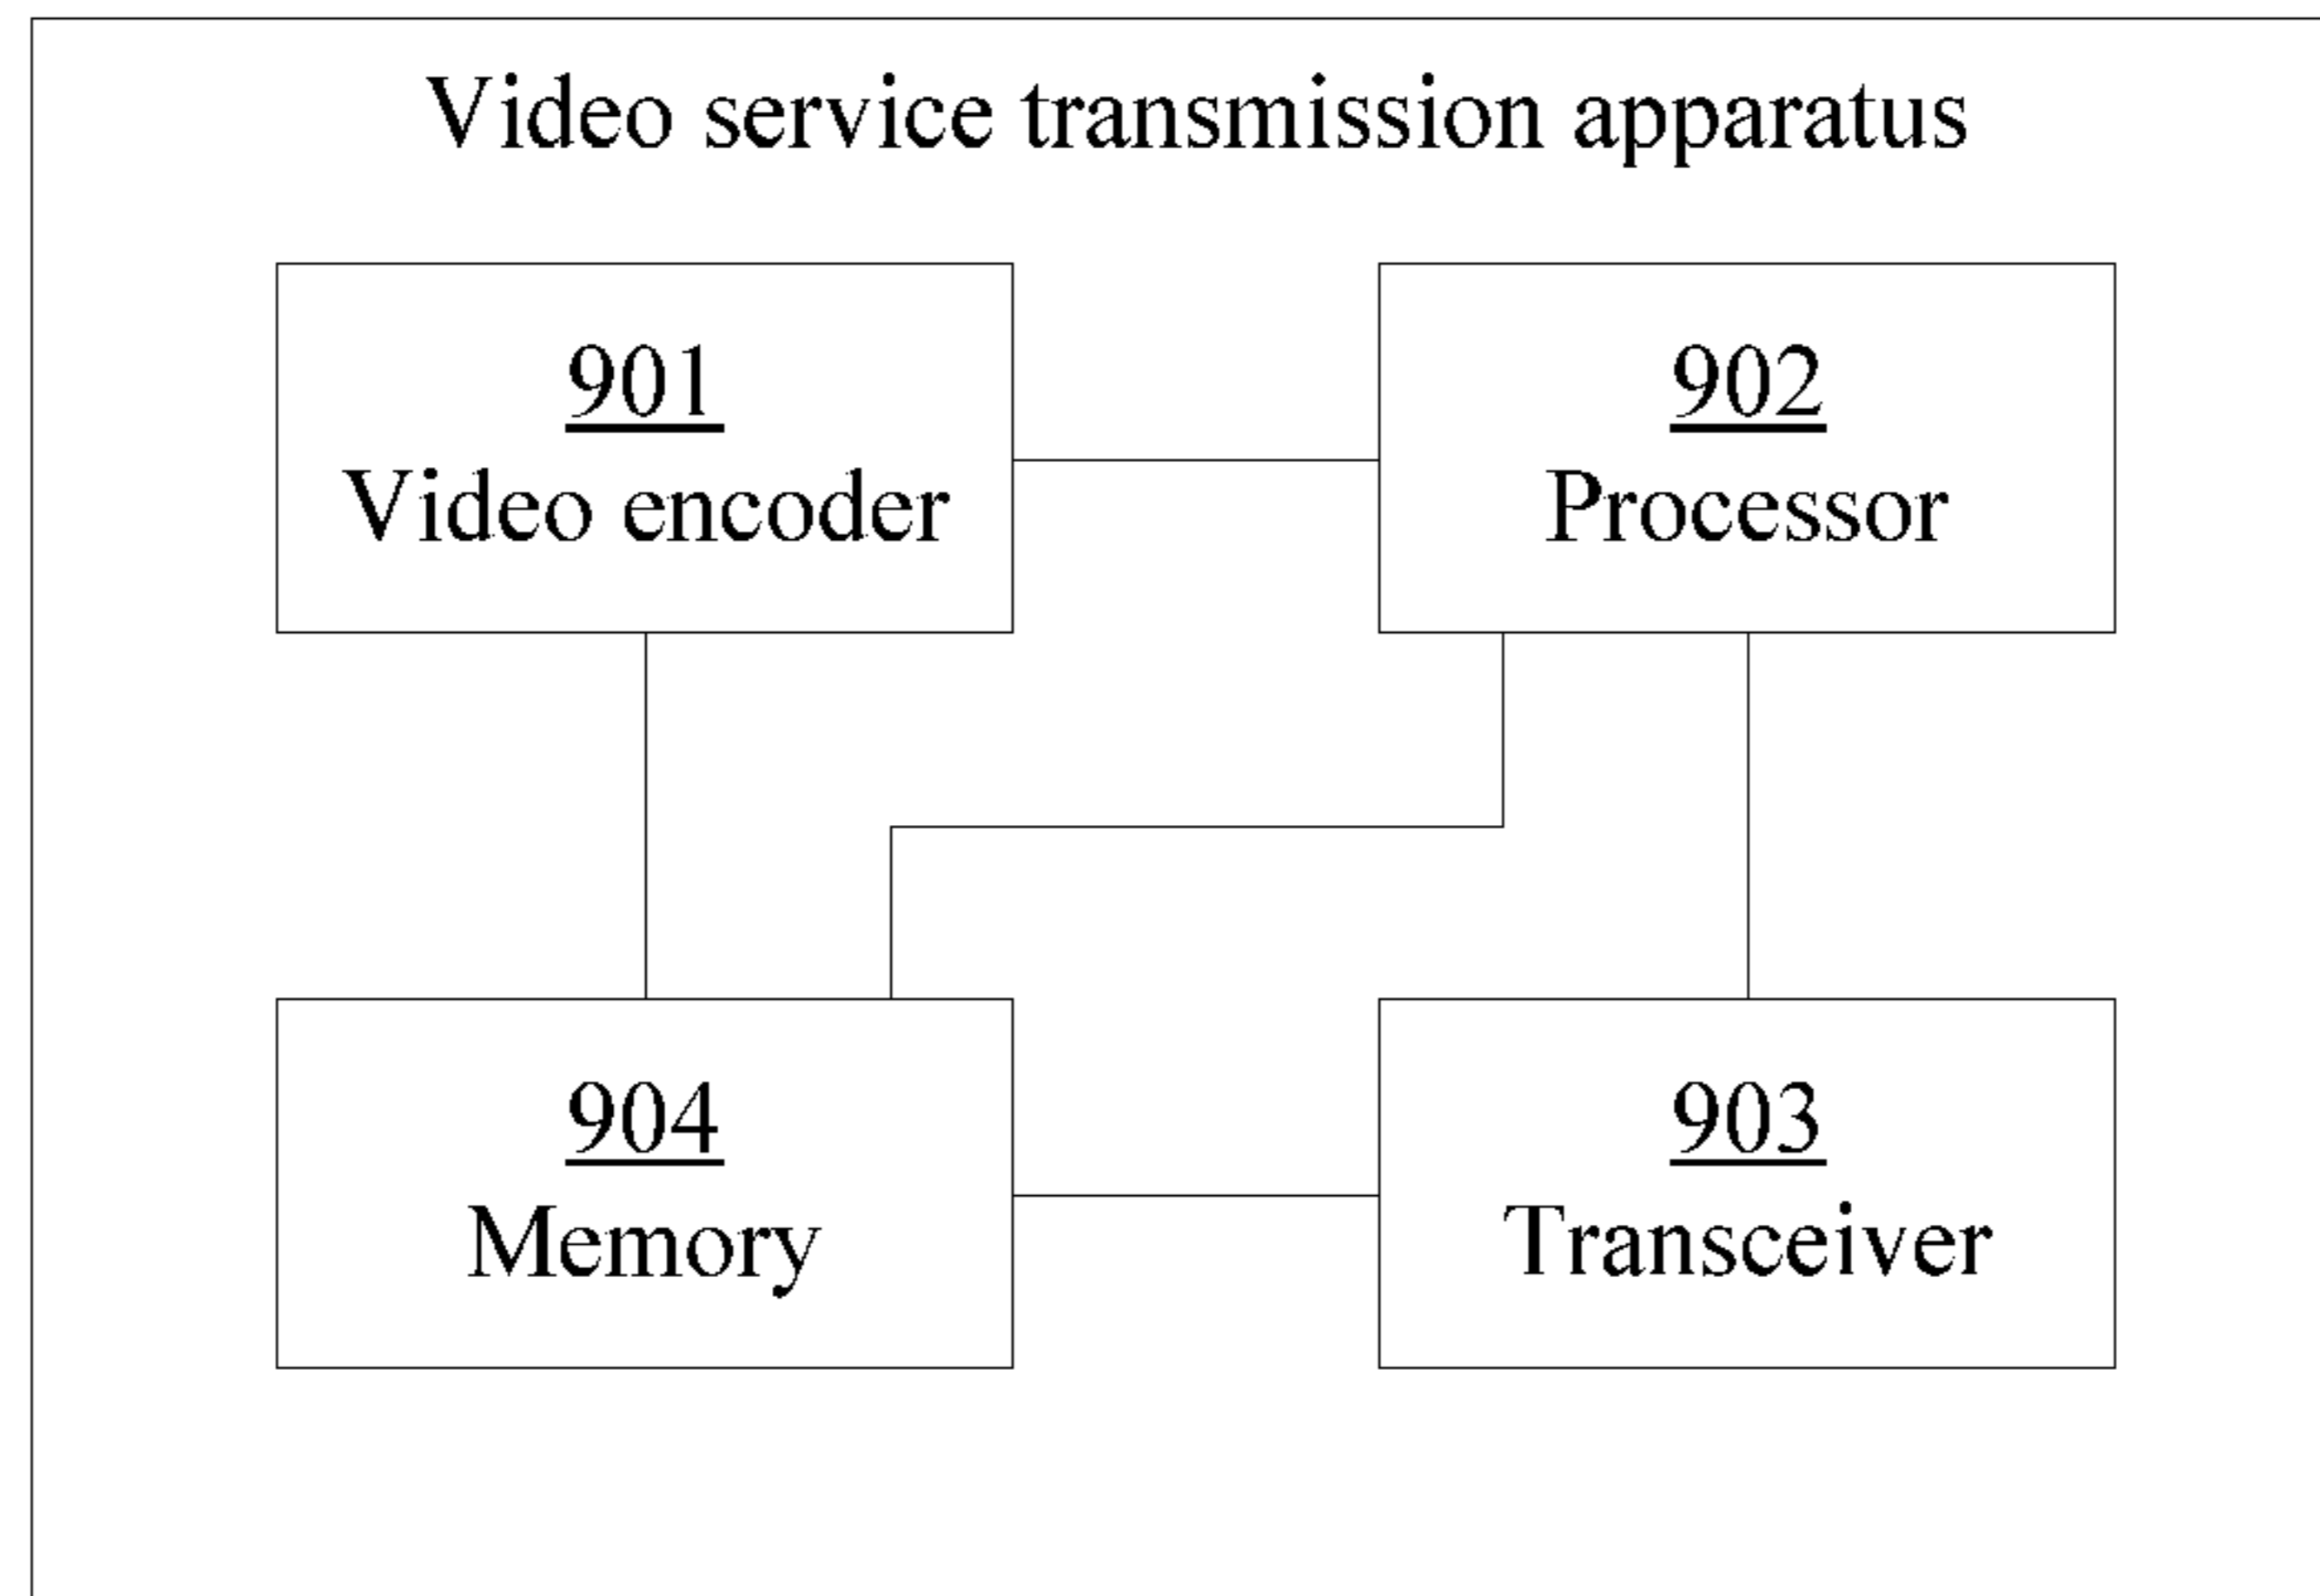 Video service transmission apparatus
901
Video encoder
902
Processor
904
Memory
903
Transceiver